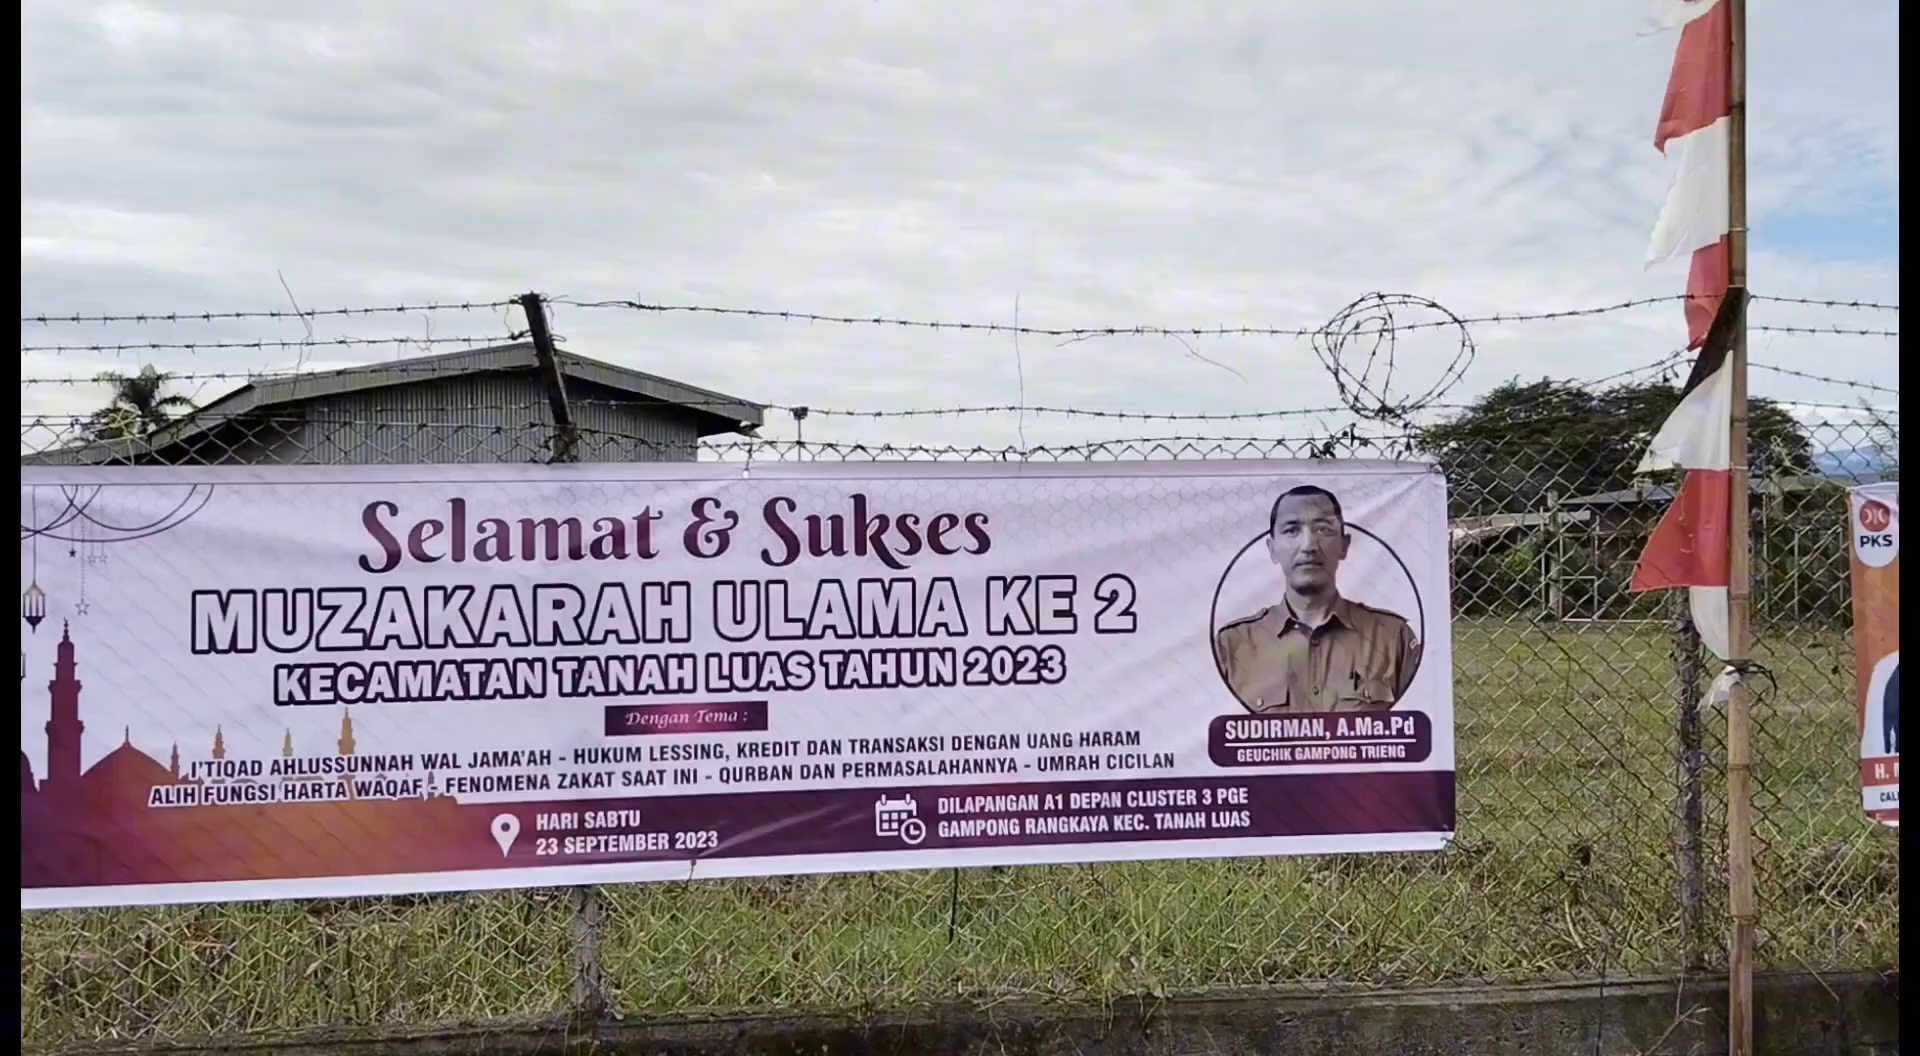 Selamat & Sukses
MUZAKARAH ULAMA KE 2
KECAMATAN TANAH LUAS TAHUN 2023
Dengan Tema :
I'TIQAD AHLUSSUNNAH WAL JAMA'AH - HUKUM LESSING, KREDIT DAN TRANSAKSI DENGAN UANG HARAM
ALIH FUNGSI HARTA WAQAF - FENOMENA ZAKAT SAAT INI - QURBAN DAN PERMASALAHANNYA - UMRAH CICILAN
HARI SABTU
23 SEPTEMBER 2023
DILAPANGAN A1 DEPAN CLUSTER 3 PGE
GAMPONG RANGKAYA KEC. TANAH LUAS
SUDIRMAN, A.Ma.Pd
GEUCHIK GAMPONG TRIENG
PKS
H.